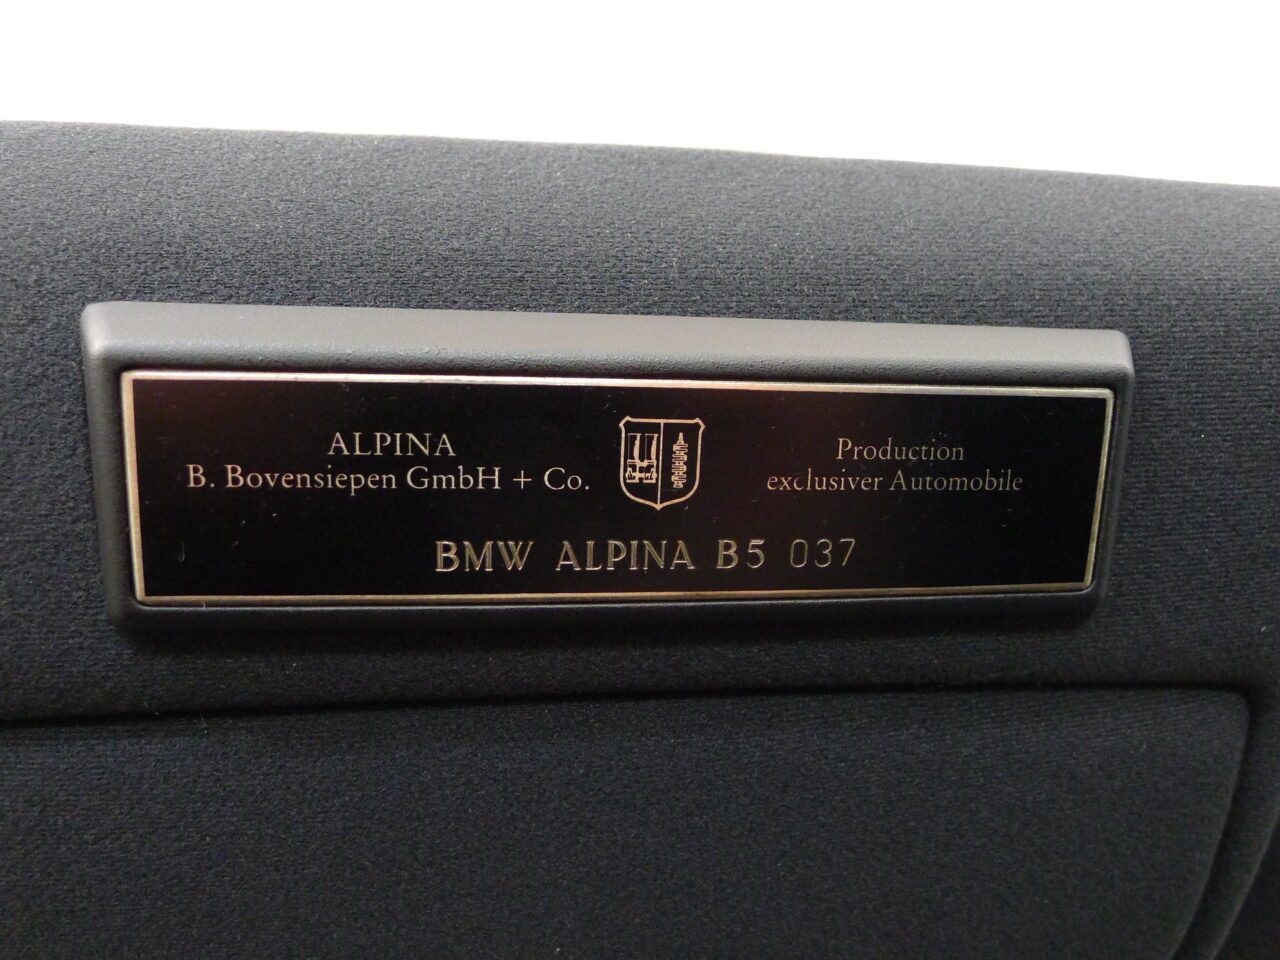 ALPINA
B. Bovensiepen GmbH + Co.
Production
exclusiver Automobile
BMW ALPINA B5 037